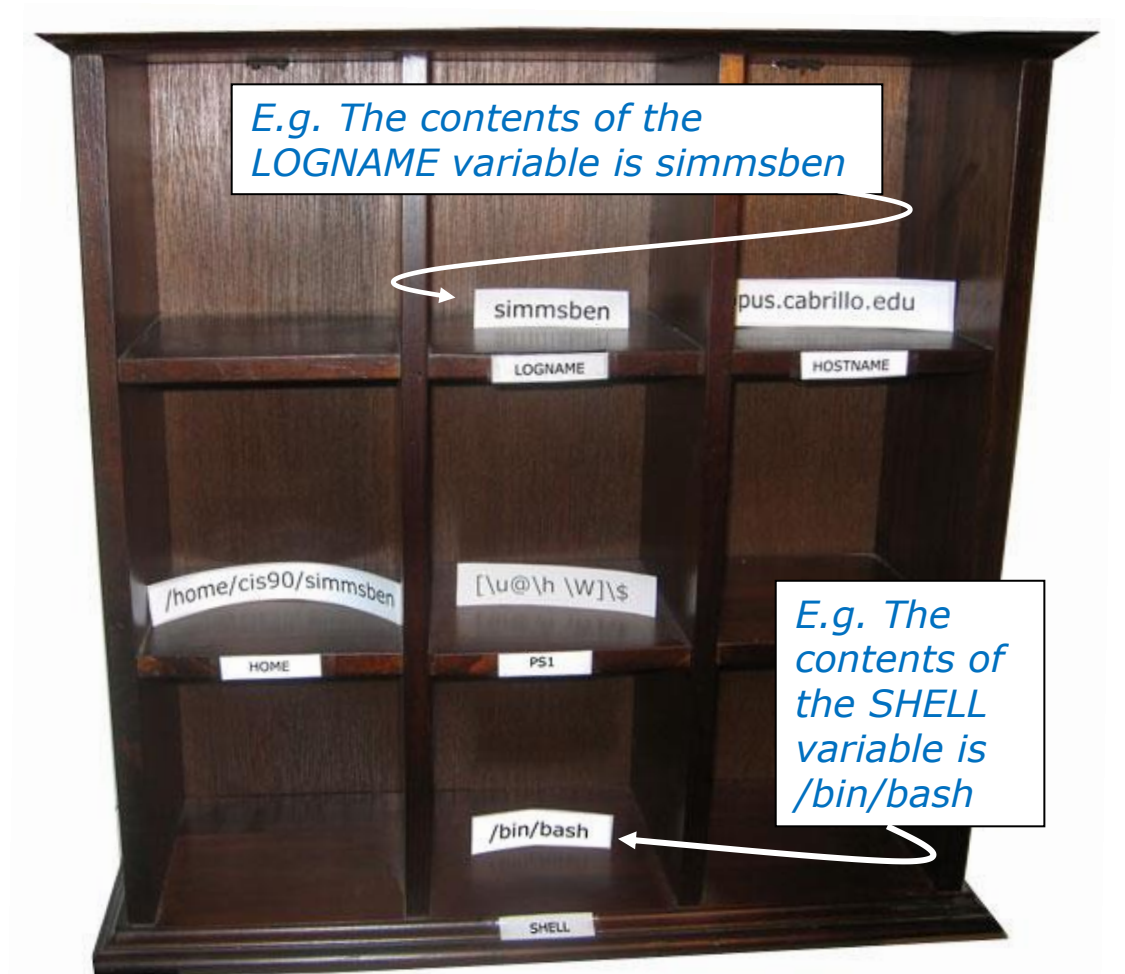 E.g. The contents of the
LOGNAME variable is simmsben
simmsben
pus.cabrillo.edu
LOGNAME
HOSTNAME
/home/cis90/simmsben
[\u@\h \W]\$
HOME
PS1
E.g. The
contents of
the SHELL
variable is
/bin/bash
/bin/bash
SHELL